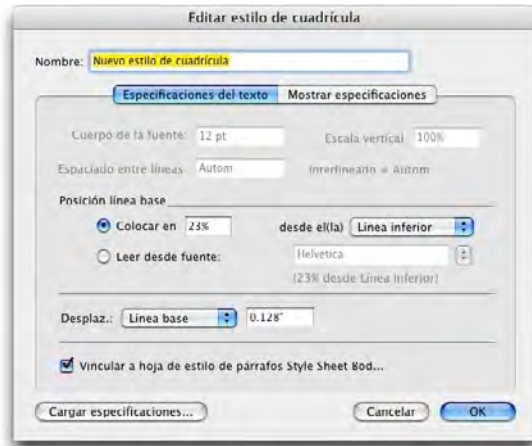 Editar estilo de cuadrícula
Nombre: Nuevo estilo de cuadrícula
Especificaciones del texto Mostrar especificaciones
Cuerpo de la fuente: 12 pt Escala vertical 100%
Espaciado entre líneas Autom Interlineado = Autom
Posición línea base
Colocar en 23% desde el(la) Línea inferior
Leer desde fuente: Helvetica
(23% desde Línea inferior)
Desplaz.: Línea base 0.128"
Vincular a hoja de estilo de párrafos Style Sheet Bod...
Cargar especificaciones... Cancelar OK